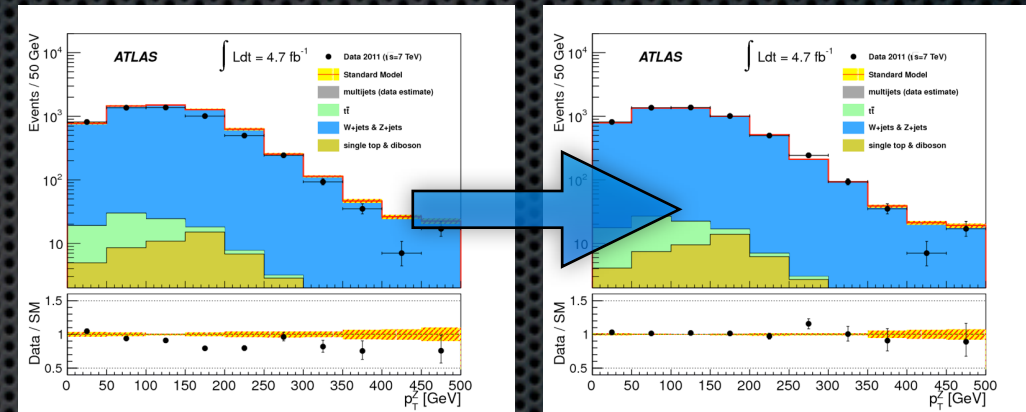 Events / 50 GeV
10⁴
10³
10²
10
ATLAS
∫ Ldt = 4.7 fb⁻¹
Data 2011 (√s=7 TeV)
Standard Model
multijets (data estimate)
tt̄
W+jets & Z+jets
single top & diboson
Data / SM
1.5
1
0.5
0 50 100 150 200 250 300 350 400 450 500
p_T^Z [GeV]
Events / 50 GeV
10⁴
10³
10²
10
ATLAS
∫ Ldt = 4.7 fb⁻¹
Data 2011 (√s=7 TeV)
Standard Model
multijets (data estimate)
tt̄
W+jets & Z+jets
single top & diboson
Data / SM
1.5
1
0.5
0 50 100 150 200 250 300 350 400 450 500
p_T^Z [GeV]